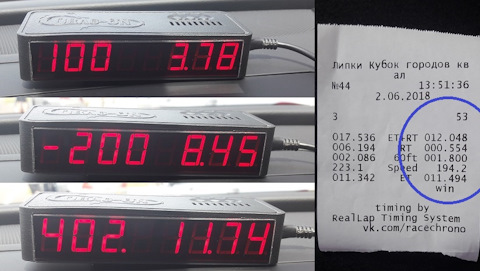 100 3.78
-200 8.45
402. 11.74
Липки Кубок городов кв
ал
№44 13:51:36
2.06.2018
3 53
017.536 ET+RT 012.048
006.194 RT 000.554
002.086 60ft 001.800
223.1 Speed 194.2
011.342 ET 011.494
win
timing by
RealLap Timing System
vk.com/racechrono